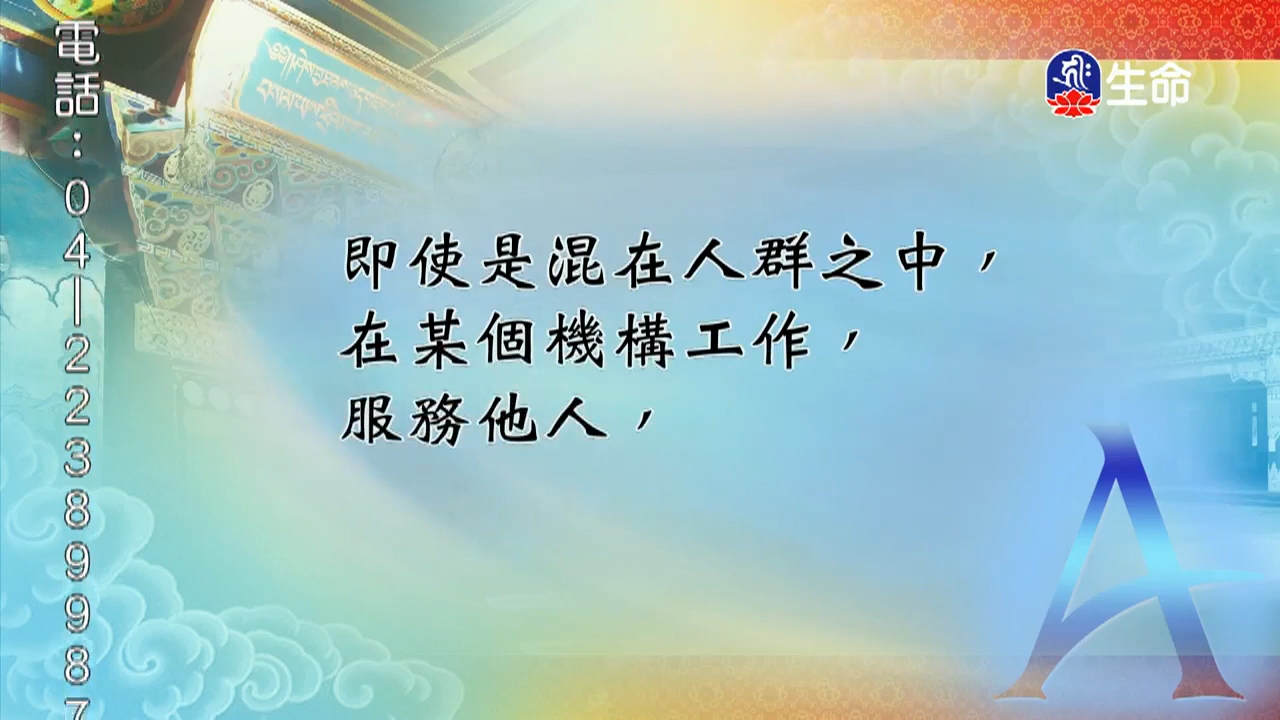 電話：04-22389987
生命
即使是混在人群之中，
在某個機構工作，
服務他人，
A